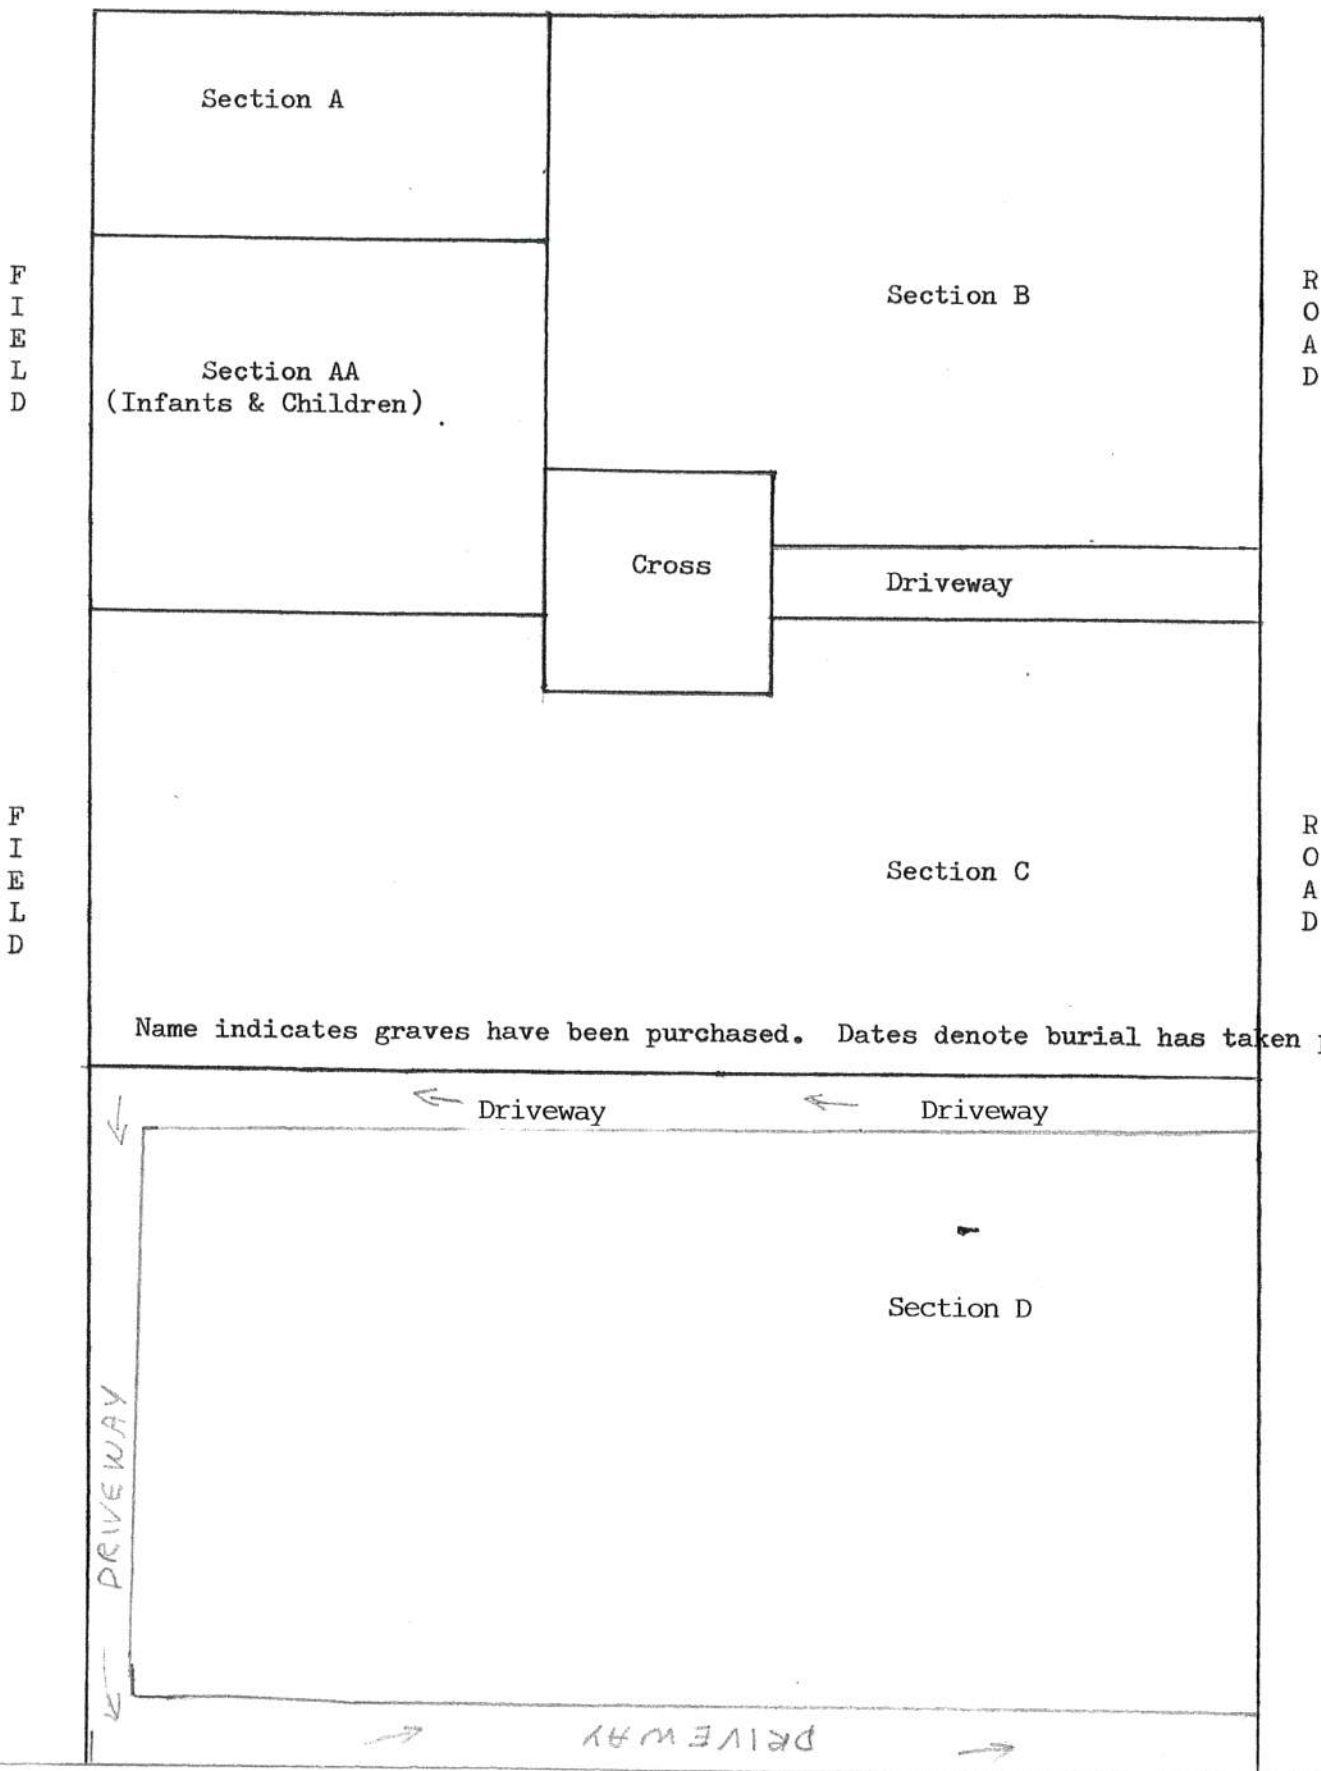 Section A
F
I
E
L
D
Section B
R
O
A
D
Section AA
(Infants & Children)
Cross
Driveway
F
I
E
L
D
Section C
R
O
A
D
Name indicates graves have been purchased. Dates denote burial has taken
Driveway
Driveway
Section D
DRIVEWAY
DRIVEWAY